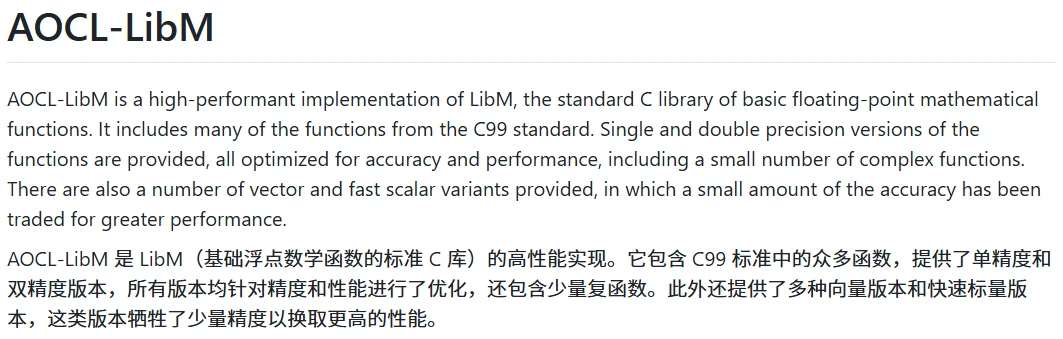 AOCL-LibM
AOCL-LibM is a high-performant implementation of LibM, the standard C library of basic floating-point mathematical
functions. It includes many of the functions from the C99 standard. Single and double precision versions of the
functions are provided, all optimized for accuracy and performance, including a small number of complex functions.
There are also a number of vector and fast scalar variants provided, in which a small amount of the accuracy has been
traded for greater performance.
AOCL-LibM 是 LibM（基础浮点数学函数的标准 C 库）的高性能实现。它包含 C99 标准中的众多函数，提供了单精度和
双精度版本，所有版本均针对精度和性能进行了优化，还包含少量复函数。此外还提供了多种向量版本和快速标量版
本，这类版本牺牲了少量精度以换取更高的性能。